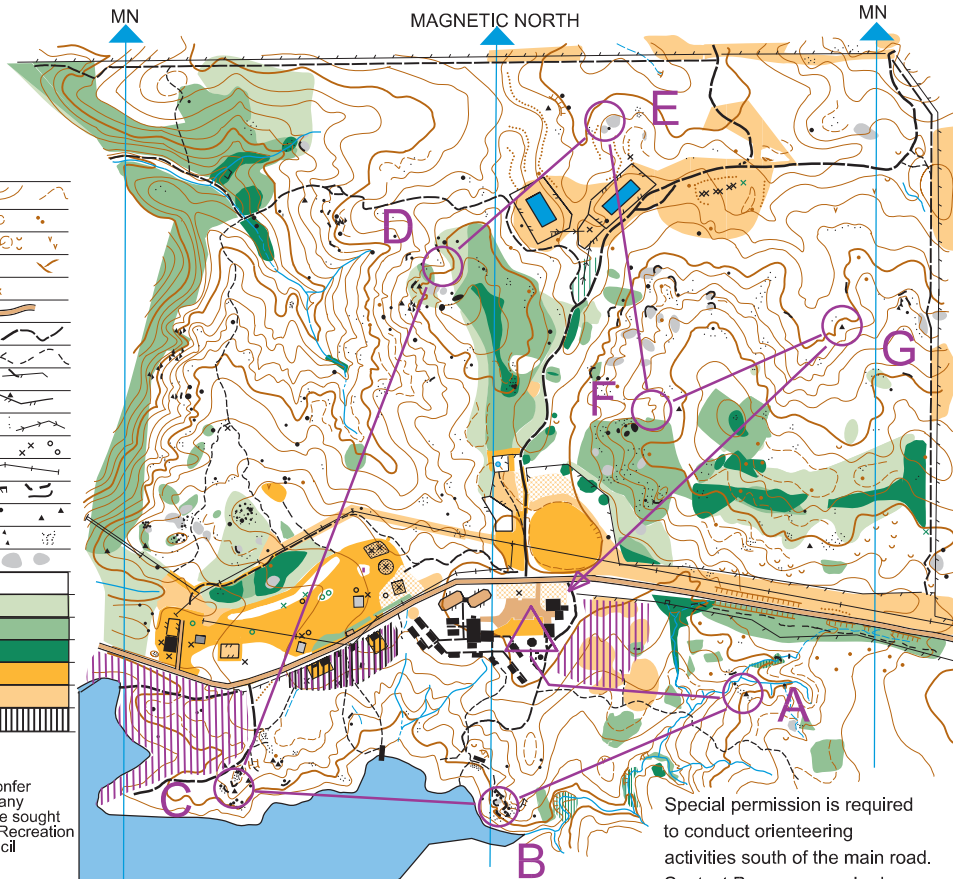 MN
MAGNETIC NORTH
MN
E
D
G
F
A
C
B
onfer
any
e sought
Recreation
cil
Special permission is required
to conduct orienteering
activities south of the main road.